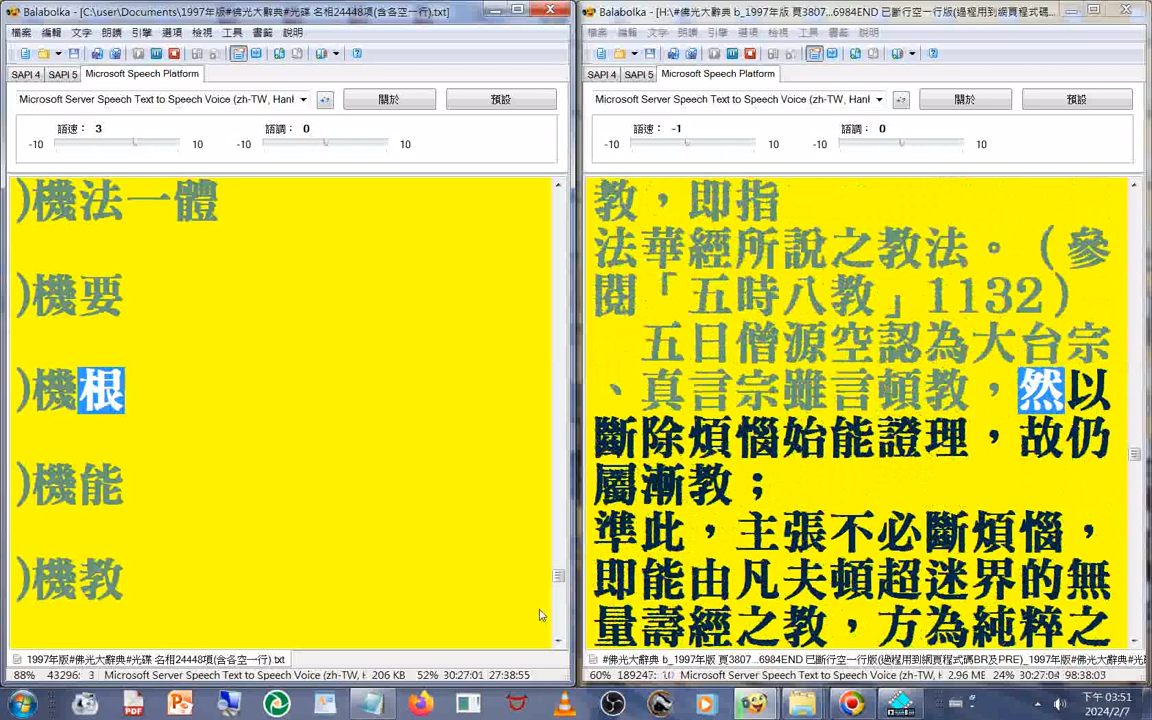 Balabolka - [C:\user\Documents\1997年版#佛光大辭典#光碟 名相24448項(含各空一行).txt]
檔案 編輯 文字 朗讀 引擎 選項 檢視 工具 書籤 說明
SAPI 4 SAPI 5 Microsoft Speech Platform
Microsoft Server Speech Text to Speech Voice (zh-TW, Hanl
關於 預設
語速： 3 語調： 0
-10 10 -10 10
)機法一體
)機要
)機根
)機能
)機教
1997年版#佛光大辭典#光碟 名相24448項(含各空一行).txt
88% 43296: 3 Microsoft Speech Platform Microsoft Server Speech Text to Speech Voice (zh-TW, H 206 KB 52% 30:27:03 / 27:38:55
Balabolka - [H:\#佛光大辭典 b_1997年版 頁3807...6984END 已斷行空一行版(過程用到網頁程式碼...
檔案 編輯 文字 朗讀 引擎 選項 檢視 工具 書籤 說明
SAPI 4 SAPI 5 Microsoft Speech Platform
Microsoft Server Speech Text to Speech Voice (zh-TW, Hanl
關於 預設
語速： -1 語調： 0
-10 10 -10 10
教，即指
法華經所說之教法。（參
閱「五時八教」1132）
五日僧源空認為大台宗
、真言宗雖言頓教，然以
斷除煩惱始能證理，故仍
屬漸教；
準此，主張不必斷煩惱，
即能由凡夫頓超迷界的無
量壽經之教，方為純粹之
#佛光大辭典 b_1997年版 頁3807...6984END 已斷行空一行版(過程用到網頁程式碼BR及PRE)_1997年版#佛光大辭典#光
60% 189247: Microsoft Speech Platform Microsoft Server Speech Text to Speech Voice (zh-TW, H 2.96 ME 24% 30:27:04 / 98:38:03
下午 03:51
2024/2/7